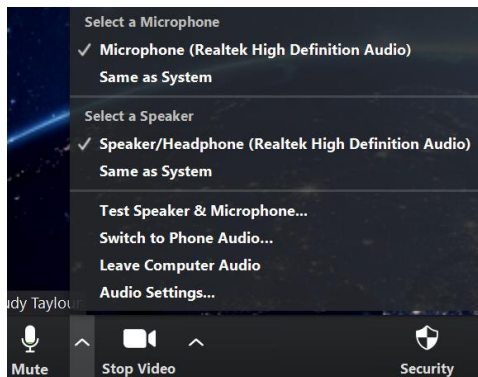 Select a Microphone
Microphone (Realtek High Definition Audio)
Same as System
Select a Speaker
Speaker/Headphone (Realtek High Definition Audio)
Same as System
Test Speaker & Microphone...
Switch to Phone Audio...
Leave Computer Audio
Audio Settings...
Taylour
Mute
Stop Video
Security